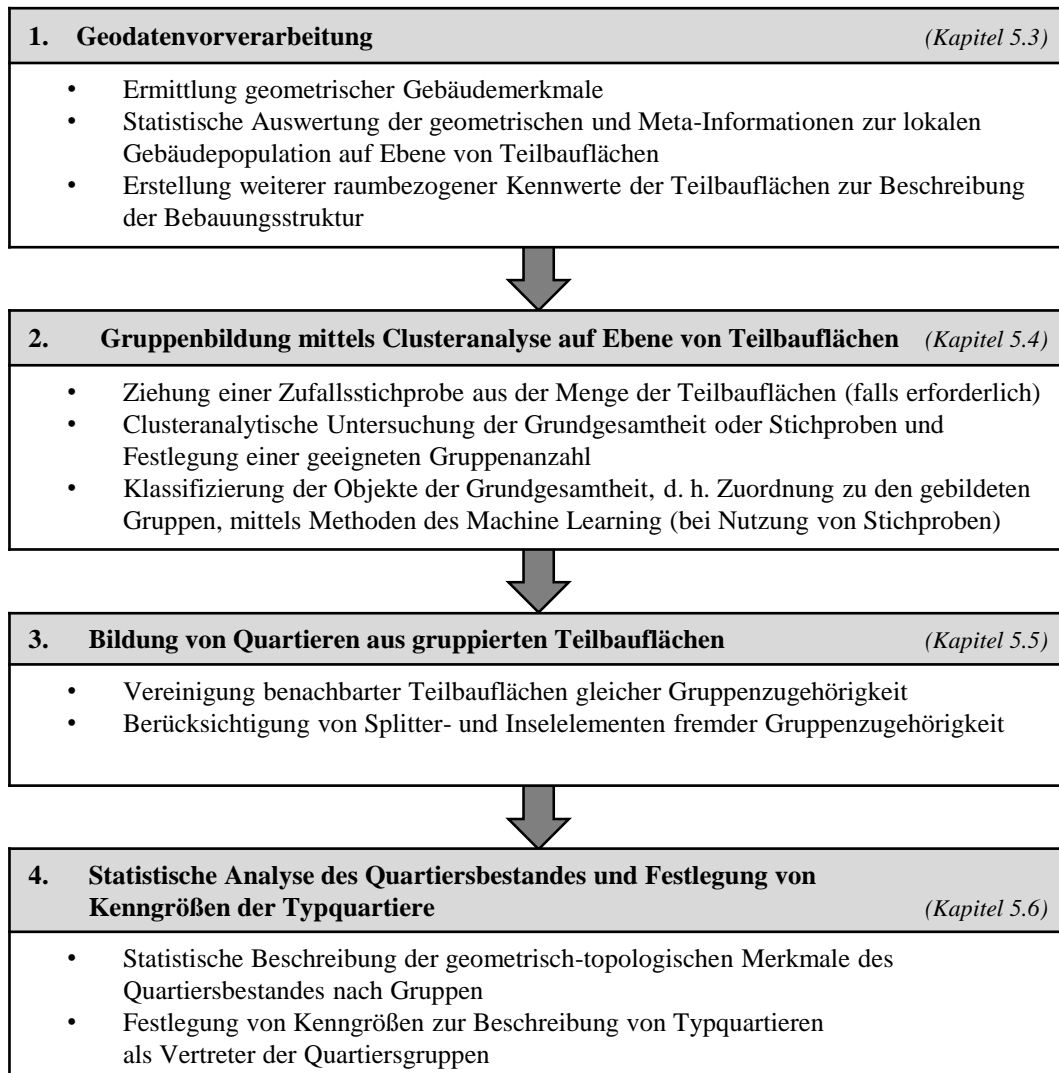 1. Geodatenvorverarbeitung (Kapitel 5.3)
• Ermittlung geometrischer Gebäudemerkmale
• Statistische Auswertung der geometrischen und Meta-Informationen zur lokalen
Gebäudepopulation auf Ebene von Teilbauflächen
• Erstellung weiterer raumbezogener Kennwerte der Teilbauflächen zur Beschreibung
der Bebauungsstruktur
2. Gruppenbildung mittels Clusteranalyse auf Ebene von Teilbauflächen (Kapitel 5.4)
• Ziehung einer Zufallsstichprobe aus der Menge der Teilbauflächen (falls erforderlich)
• Clusteranalytische Untersuchung der Grundgesamtheit oder Stichproben und
Festlegung einer geeigneten Gruppenanzahl
• Klassifizierung der Objekte der Grundgesamtheit, d. h. Zuordnung zu den gebildeten
Gruppen, mittels Methoden des Machine Learning (bei Nutzung von Stichproben)
3. Bildung von Quartieren aus gruppierten Teilbauflächen (Kapitel 5.5)
• Vereinigung benachbarter Teilbauflächen gleicher Gruppenzugehörigkeit
• Berücksichtigung von Splitter- und Inselelementen fremder Gruppenzugehörigkeit
4. Statistische Analyse des Quartiersbestandes und Festlegung von
Kenngrößen der Typquartiere (Kapitel 5.6)
• Statistische Beschreibung der geometrisch-topologischen Merkmale des
Quartiersbestandes nach Gruppen
• Festlegung von Kenngrößen zur Beschreibung von Typquartieren
als Vertreter der Quartiersgruppen